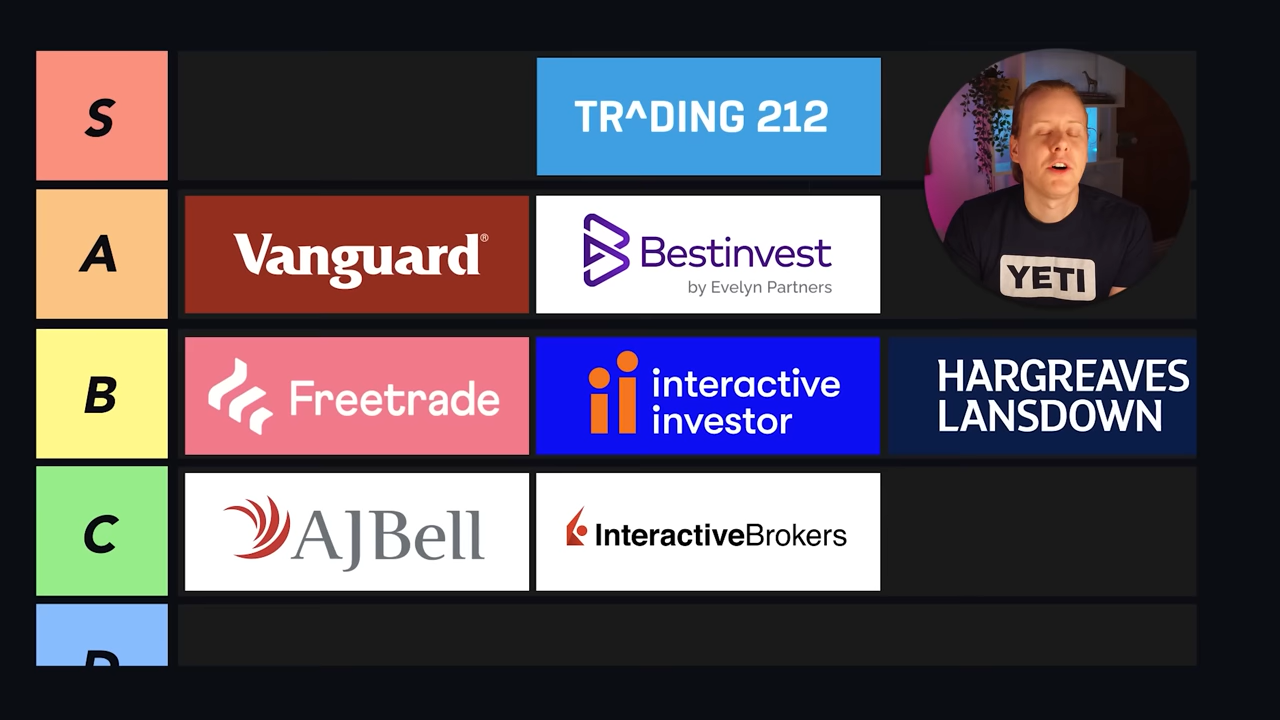 S
TR^DING 212
A
Vanguard®
Bestinvest
by Evelyn Partners
YETI
B
Freetrade
interactive
investor
HARGREAVES
LANSDOWN
C
AJBell
InteractiveBrokers
D